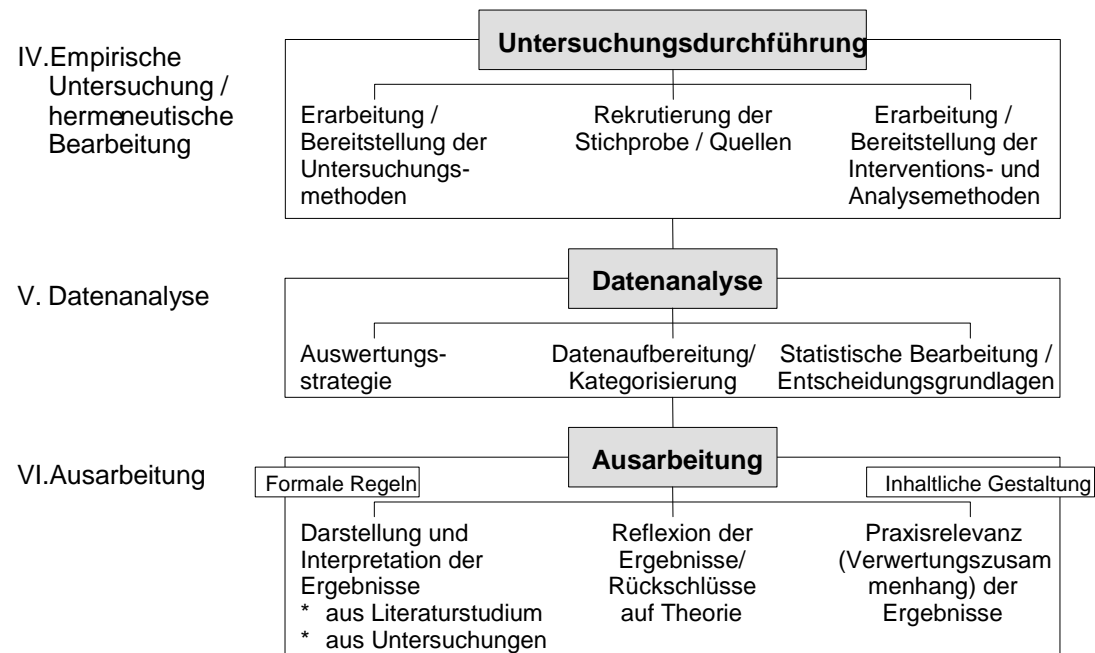 Untersuchungsdurchführung
IV.Empirische
Untersuchung /
hermeneutische
Bearbeitung
Erarbeitung /
Bereitstellung der
Untersuchungs-
methoden
Rekrutierung der
Stichprobe / Quellen
Erarbeitung /
Bereitstellung der
Interventions- und
Analysemethoden
Datenanalyse
V. Datenanalyse
Auswertungs-
strategie
Datenaufbereitung/
Kategorisierung
Statistische Bearbeitung /
Entscheidungsgrundlagen
Ausarbeitung
VI.Ausarbeitung
Formale Regeln
Inhaltliche Gestaltung
Darstellung und
Interpretation der
Ergebnisse
* aus Literaturstudium
* aus Untersuchungen
Reflexion der
Ergebnisse/
Rückschlüsse
auf Theorie
Praxisrelevanz
(Verwertungszusam
menhang) der
Ergebnisse